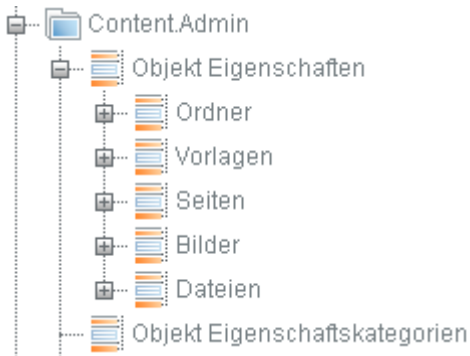 Content.Admin
Objekt Eigenschaften
Ordner
Vorlagen
Seiten
Bilder
Dateien
Objekt Eigenschaftskategorien